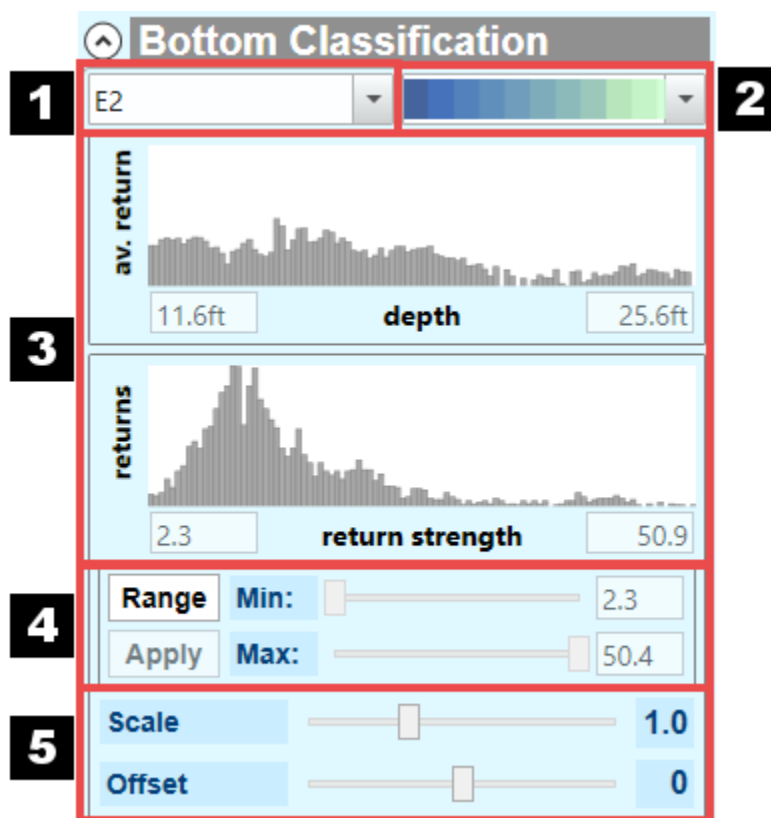 Bottom Classification
1
E2
2
av. return
11.6ft
depth
25.6ft
3
returns
2.3
return strength
50.9
4
Range
Min:
2.3
Apply
Max:
50.4
5
Scale
1.0
Offset
0